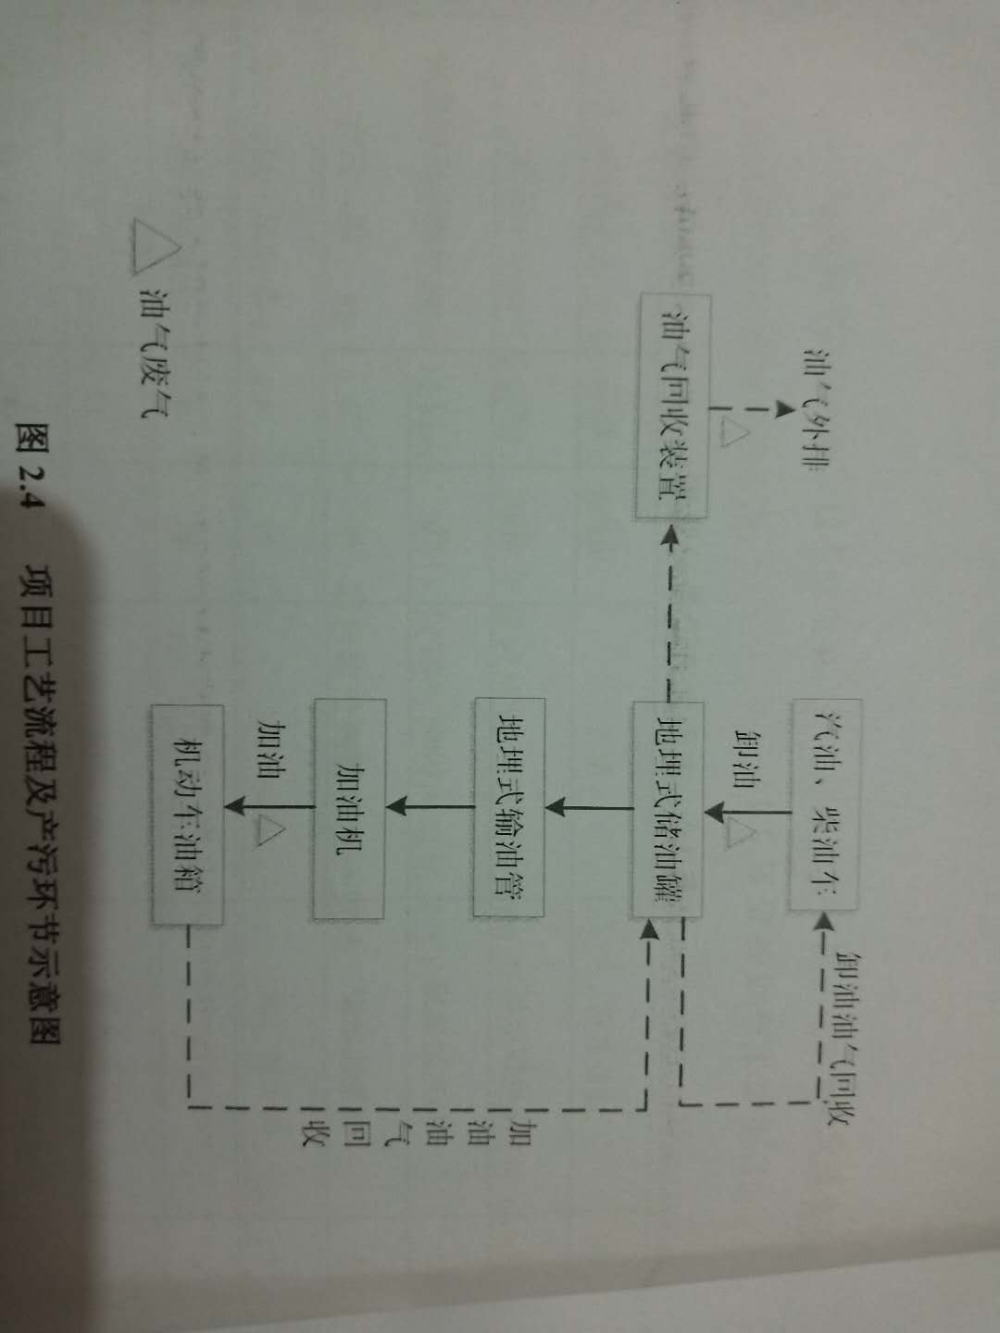 汽油、柴油车
卸油油气回收
卸油
油气外排
油气回收装置
地埋式储油罐
地埋式输油管
加油油气回收
加油机
加油
机动车油箱
油气废气
图 2.4 项目工艺流程及产污环节示意图